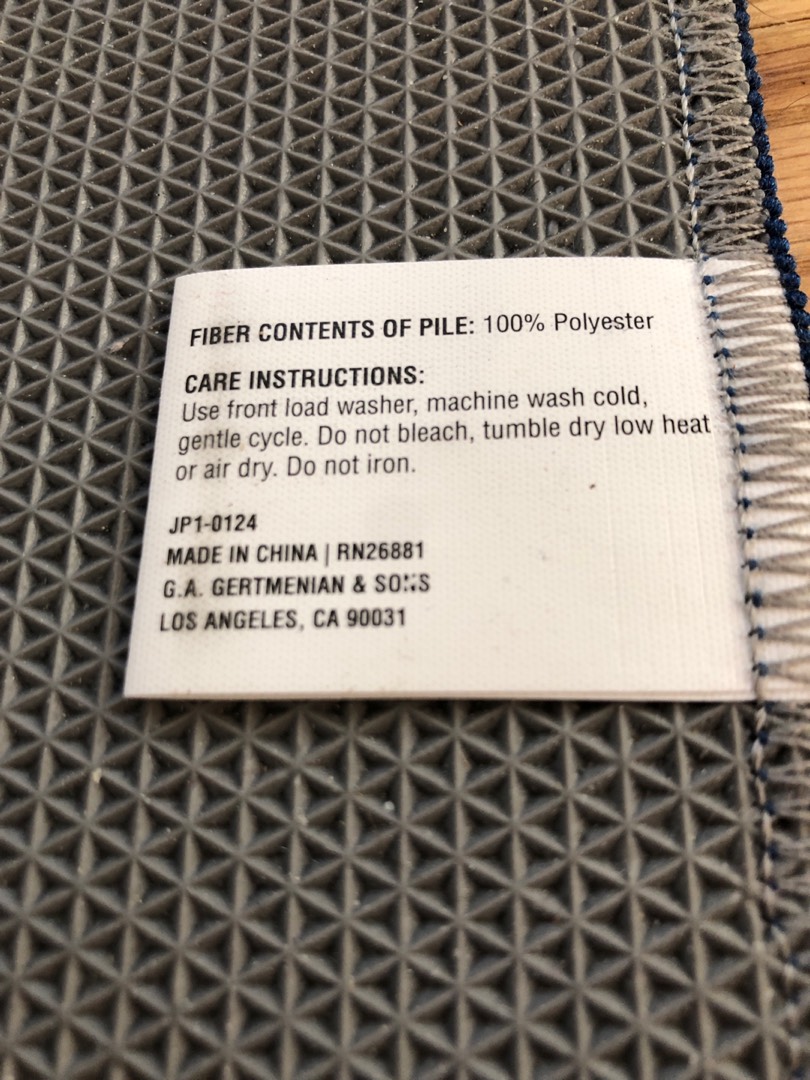 FIBER CONTENTS OF PILE: 100% Polyester
CARE INSTRUCTIONS:
Use front load washer, machine wash cold,
gentle cycle. Do not bleach, tumble dry low heat
or air dry. Do not iron.
JP1-0124
MADE IN CHINA | RN26881
G.A. GERTMENIAN & SONS
LOS ANGELES, CA 90031